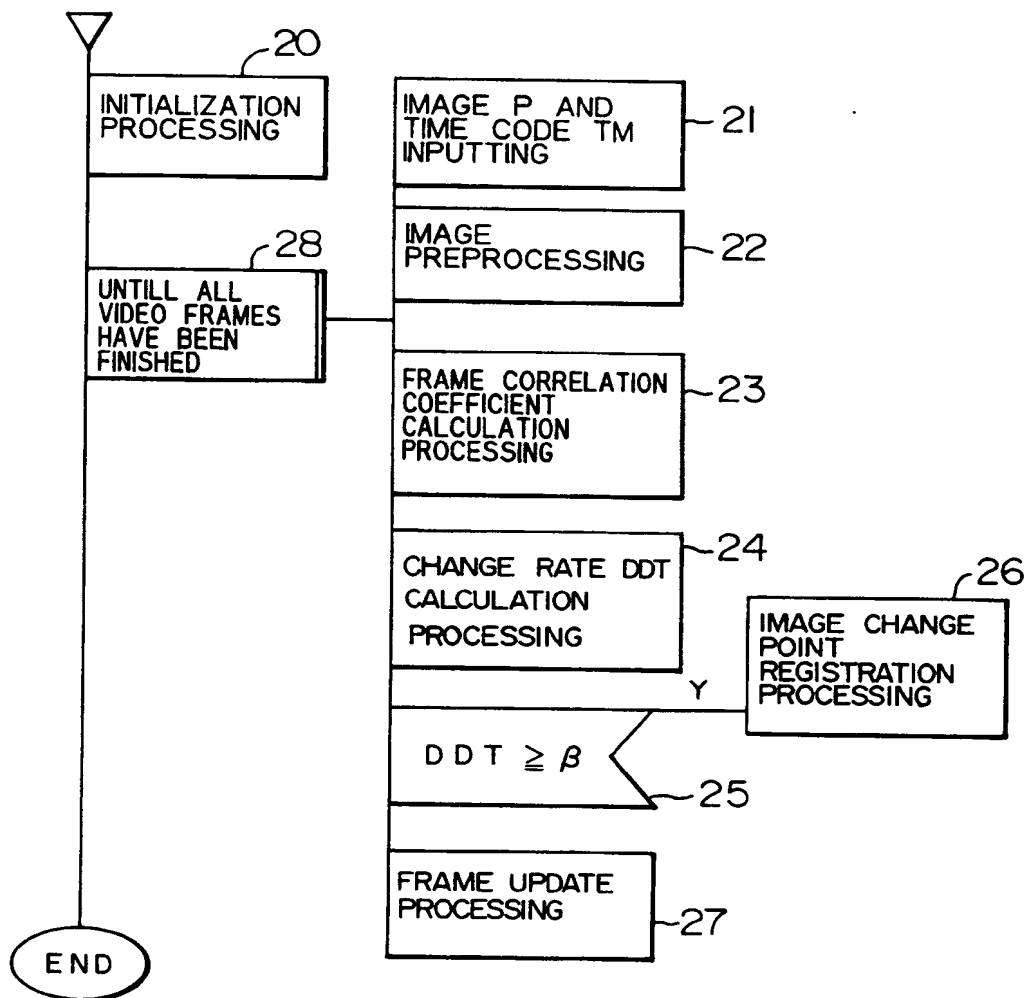 20
INITIALIZATION
PROCESSING
28
UNTILL ALL
VIDEO FRAMES
HAVE BEEN
FINISHED
END
IMAGE P AND
TIME CODE TM
INPUTTING
21
IMAGE
PREPROCESSING
22
FRAME CORRELATION
COEFFICIENT
CALCULATION
PROCESSING
23
CHANGE RATE DDT
CALCULATION
PROCESSING
24
DDT ≧ β
25
Y
26
IMAGE CHANGE
POINT
REGISTRATION
PROCESSING
FRAME UPDATE
PROCESSING
27